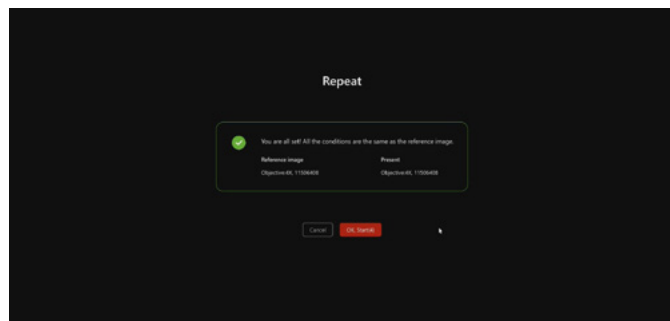 Repeat
You are all set! All the conditions are the same as the reference image.
Reference image Present
Objective:4X, 11506408 Objective:4X, 11506408
Cancel OK, Start(4)